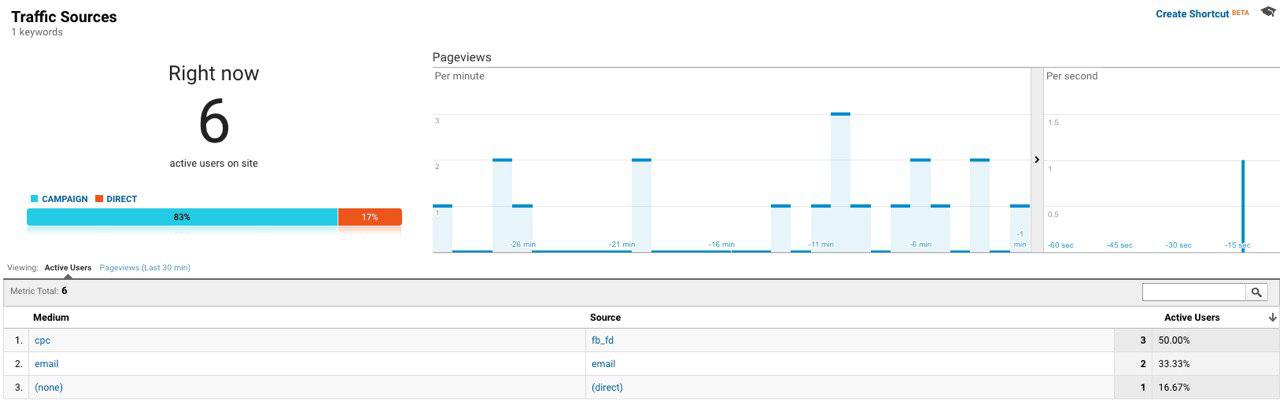 Traffic Sources
1 keywords
Create Shortcut BETA
Right now
6
active users on site
CAMPAIGN DIRECT
83% 17%
Pageviews
Per minute
3
2
1
-26 min -21 min -16 min -11 min -6 min -1 min
Per second
1.5
1
0.5
-60 sec -45 sec -30 sec -15 sec
Viewing: Active Users Pageviews (Last 30 min)
Metric Total: 6
Medium Source Active Users
1. cpc fb_fd 3 50.00%
2. email email 2 33.33%
3. (none) (direct) 1 16.67%